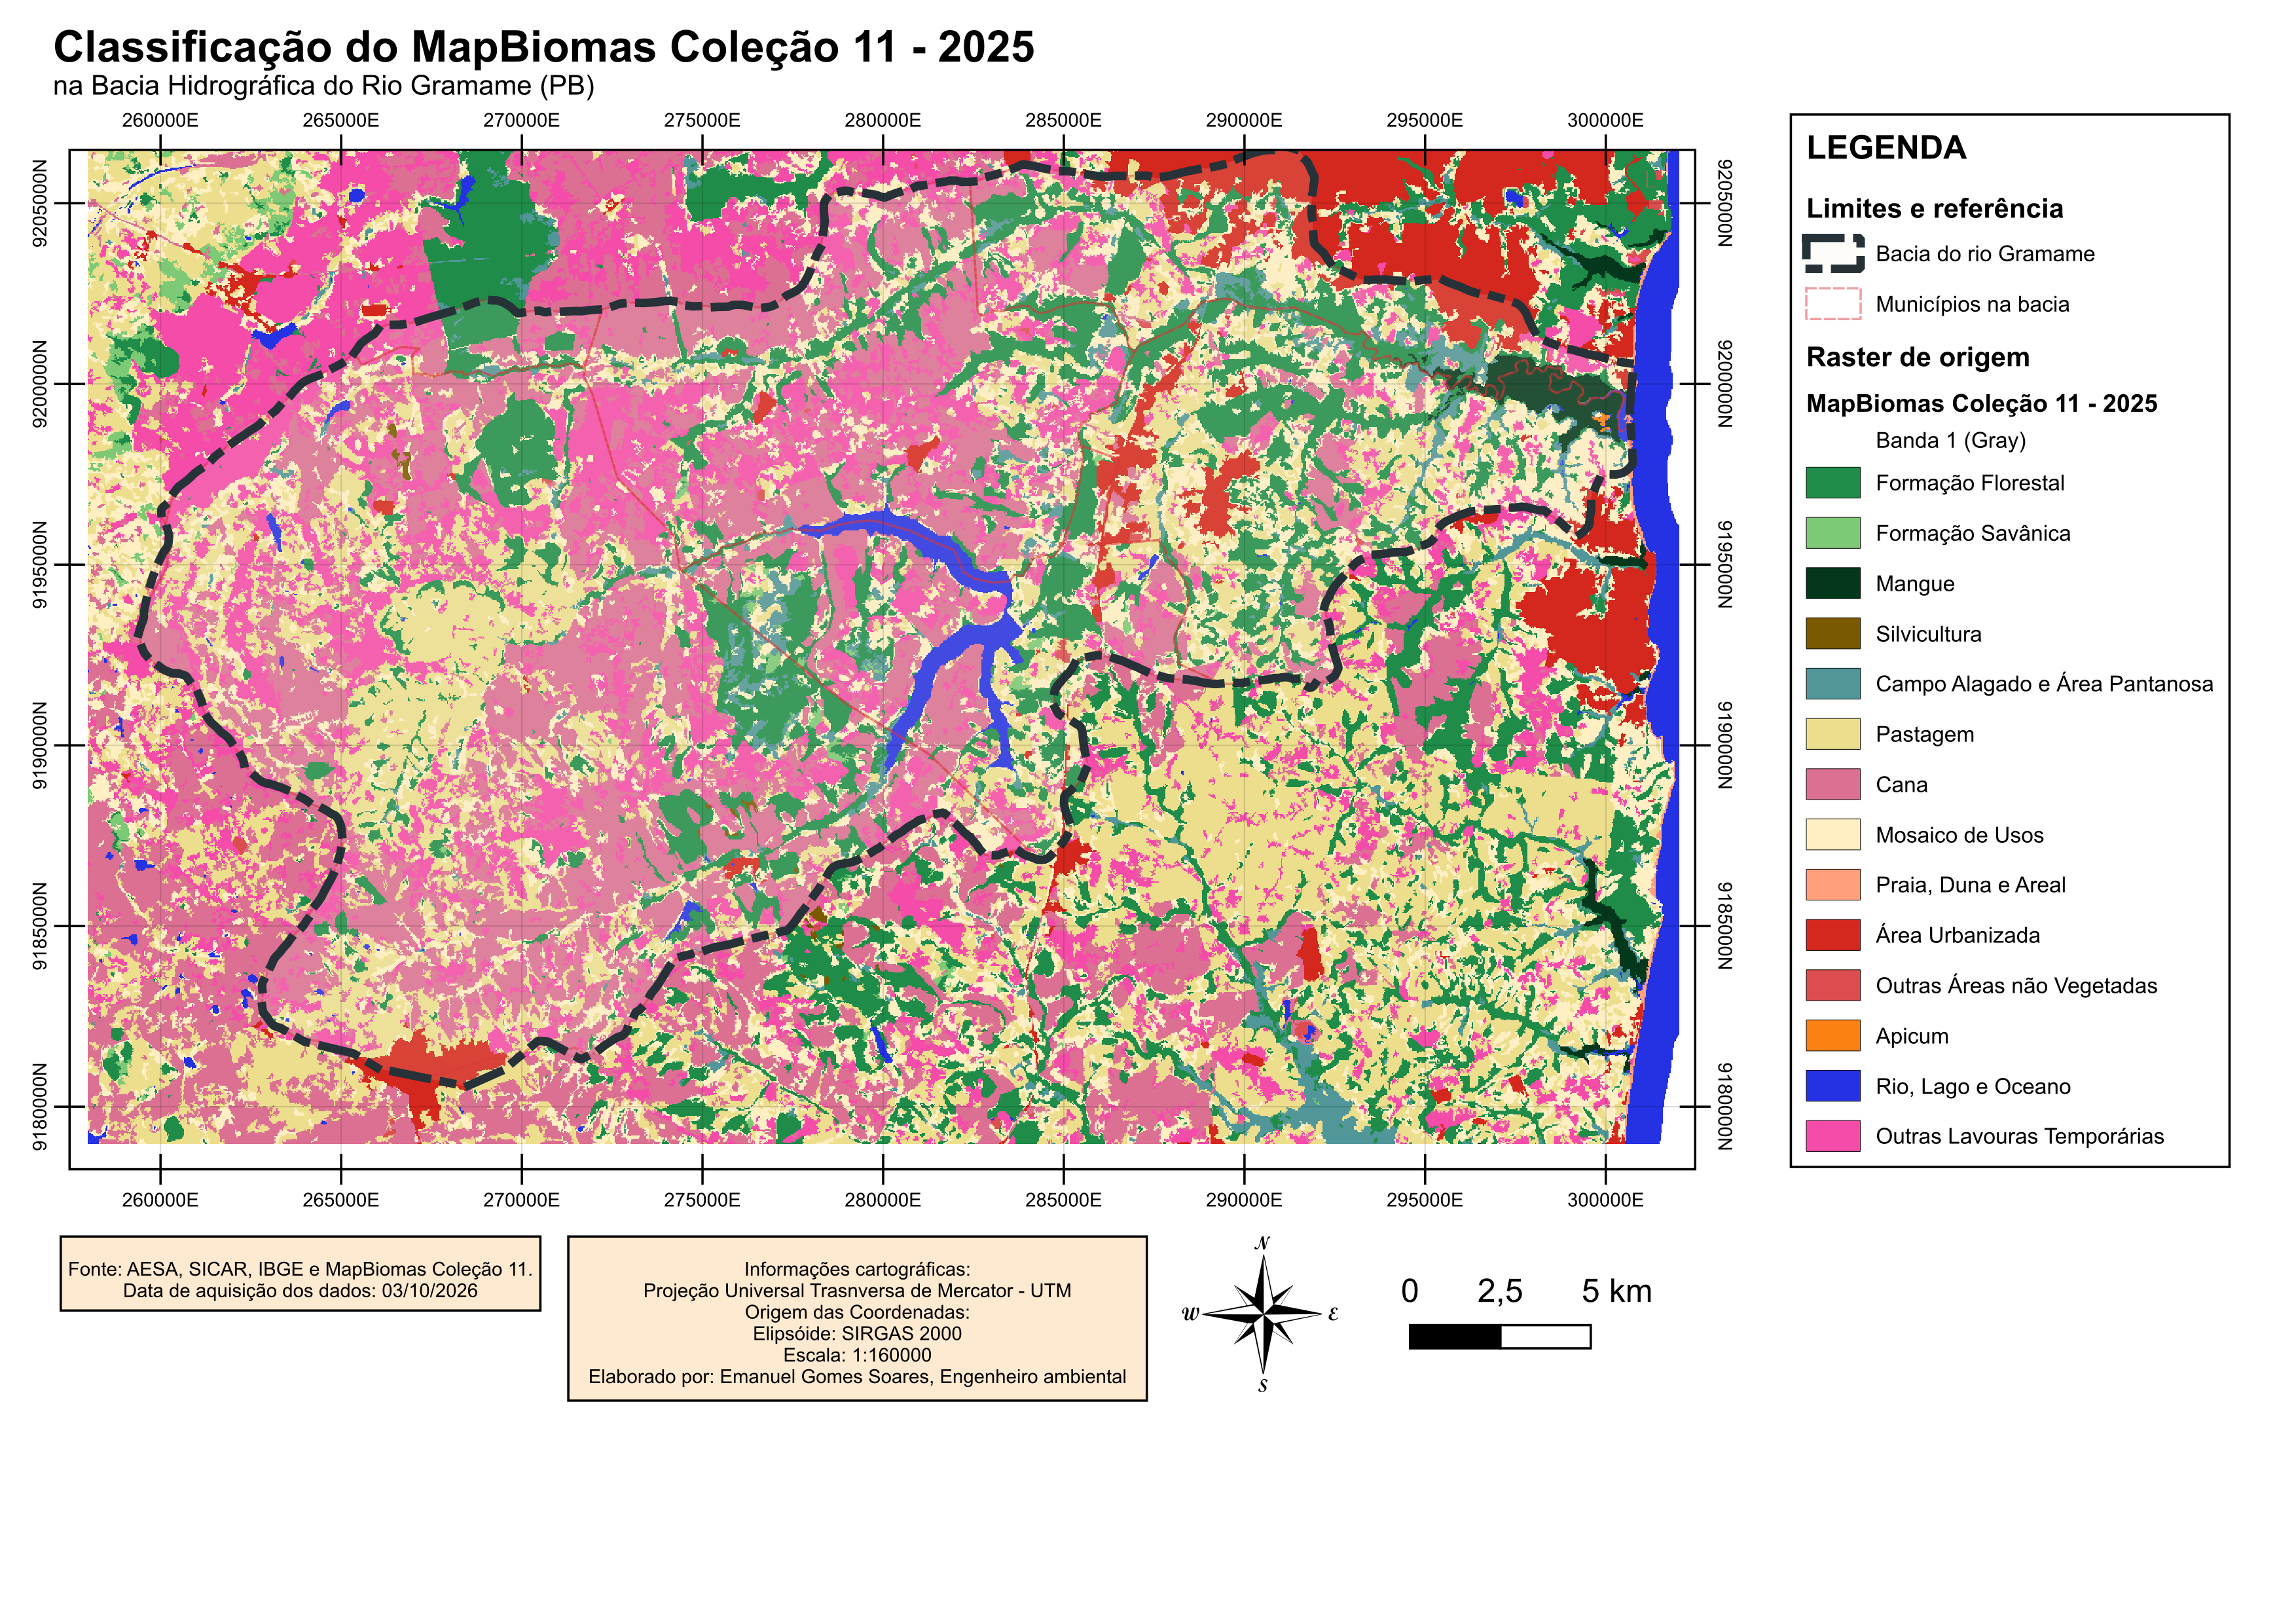 Classificação do MapBiomas Coleção 11 - 2025
na Bacia Hidrográfica do Rio Gramame (PB)
260000E 265000E 270000E 275000E 280000E 285000E 290000E 295000E 300000E
9205000N 9205000N
9200000N 9200000N
9195000N 9195000N
9190000N 9190000N
9185000N 9185000N
9180000N 9180000N
260000E 265000E 270000E 275000E 280000E 285000E 290000E 295000E 300000E
LEGENDA
Limites e referência
Bacia do rio Gramame
Municípios na bacia
Raster de origem
MapBiomas Coleção 11 - 2025
Banda 1 (Gray)
Formação Florestal
Formação Savânica
Mangue
Silvicultura
Campo Alagado e Área Pantanosa
Pastagem
Cana
Mosaico de Usos
Praia, Duna e Areal
Área Urbanizada
Outras Áreas não Vegetadas
Apicum
Rio, Lago e Oceano
Outras Lavouras Temporárias
Fonte: AESA, SICAR, IBGE e MapBiomas Coleção 11.
Data de aquisição dos dados: 03/10/2026
Informações cartográficas:
Projeção Universal Trasnversa de Mercator - UTM
Origem das Coordenadas:
Elipsóide: SIRGAS 2000
Escala: 1:160000
Elaborado por: Emanuel Gomes Soares, Engenheiro ambiental
N
W E
S
0 2,5 5 km